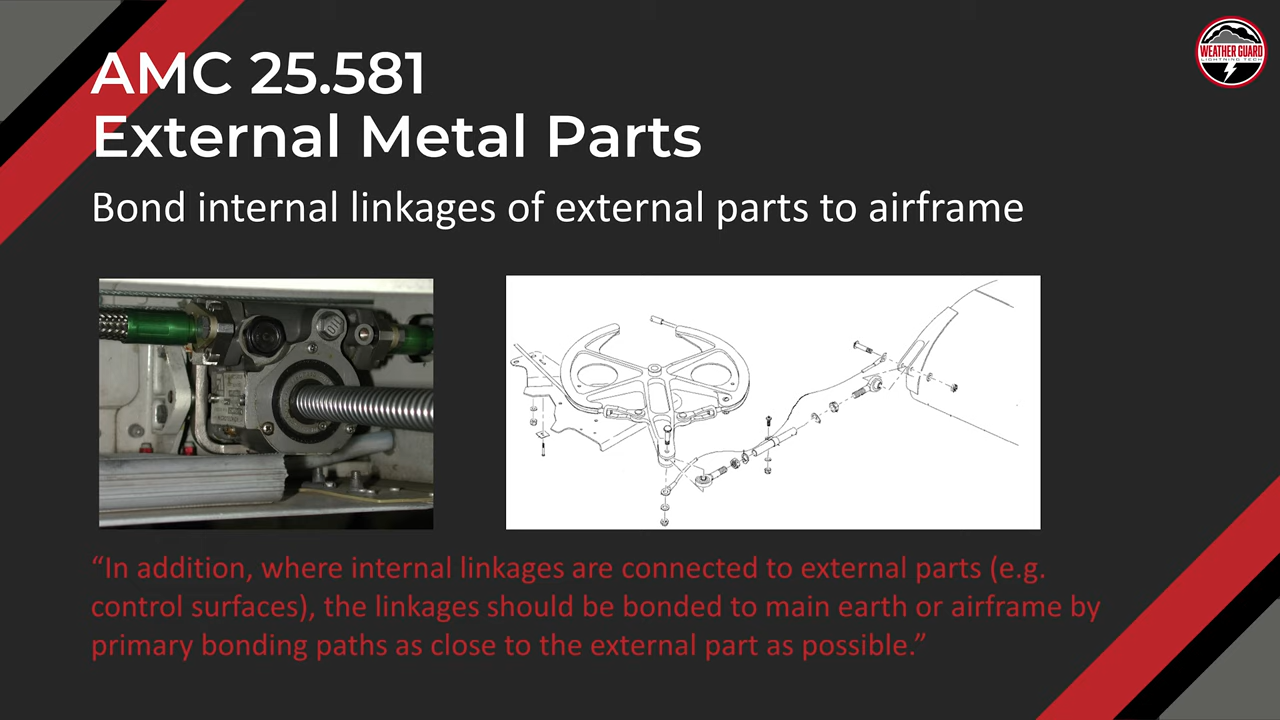 AMC 25.581
External Metal Parts
WEATHER GUARD
LIGHTNING TECH
Bond internal linkages of external parts to airframe
“In addition, where internal linkages are connected to external parts (e.g.
control surfaces), the linkages should be bonded to main earth or airframe by
primary bonding paths as close to the external part as possible.”